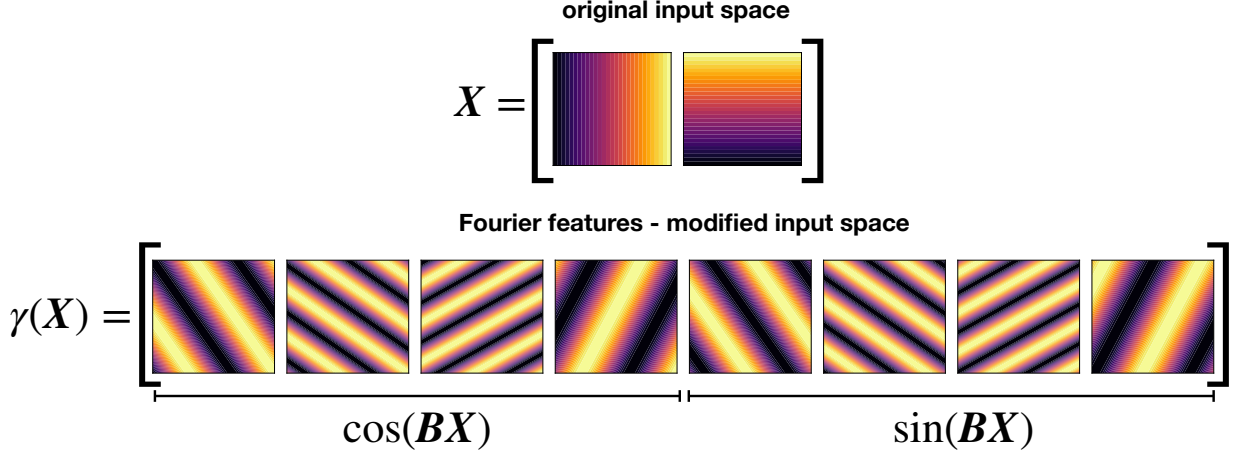 original input space
X =
Fourier features - modified input space
γ(X) =
cos(BX) sin(BX)